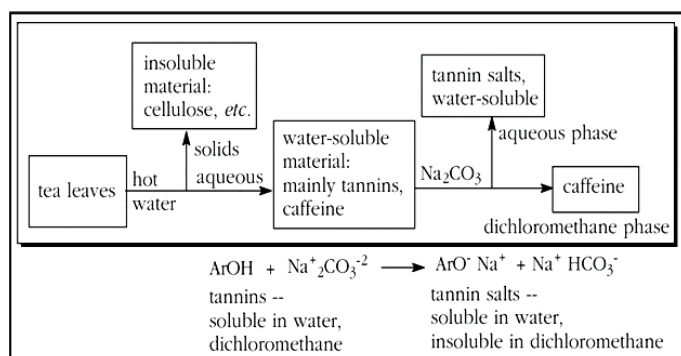 insoluble
material:
cellulose, etc.
tannin salts,
water-soluble
solids
aqueous
water-soluble
material:
mainly tannins,
caffeine
aqueous phase
tea leaves
hot
water
Na₂CO₃
caffeine
dichloromethane phase
ArOH + Na⁺₂CO₃⁻² ⟶ ArO⁻ Na⁺ + Na⁺ HCO₃⁻
tannins --
soluble in water,
dichloromethane
tannin salts --
soluble in water,
insoluble in dichloromethane